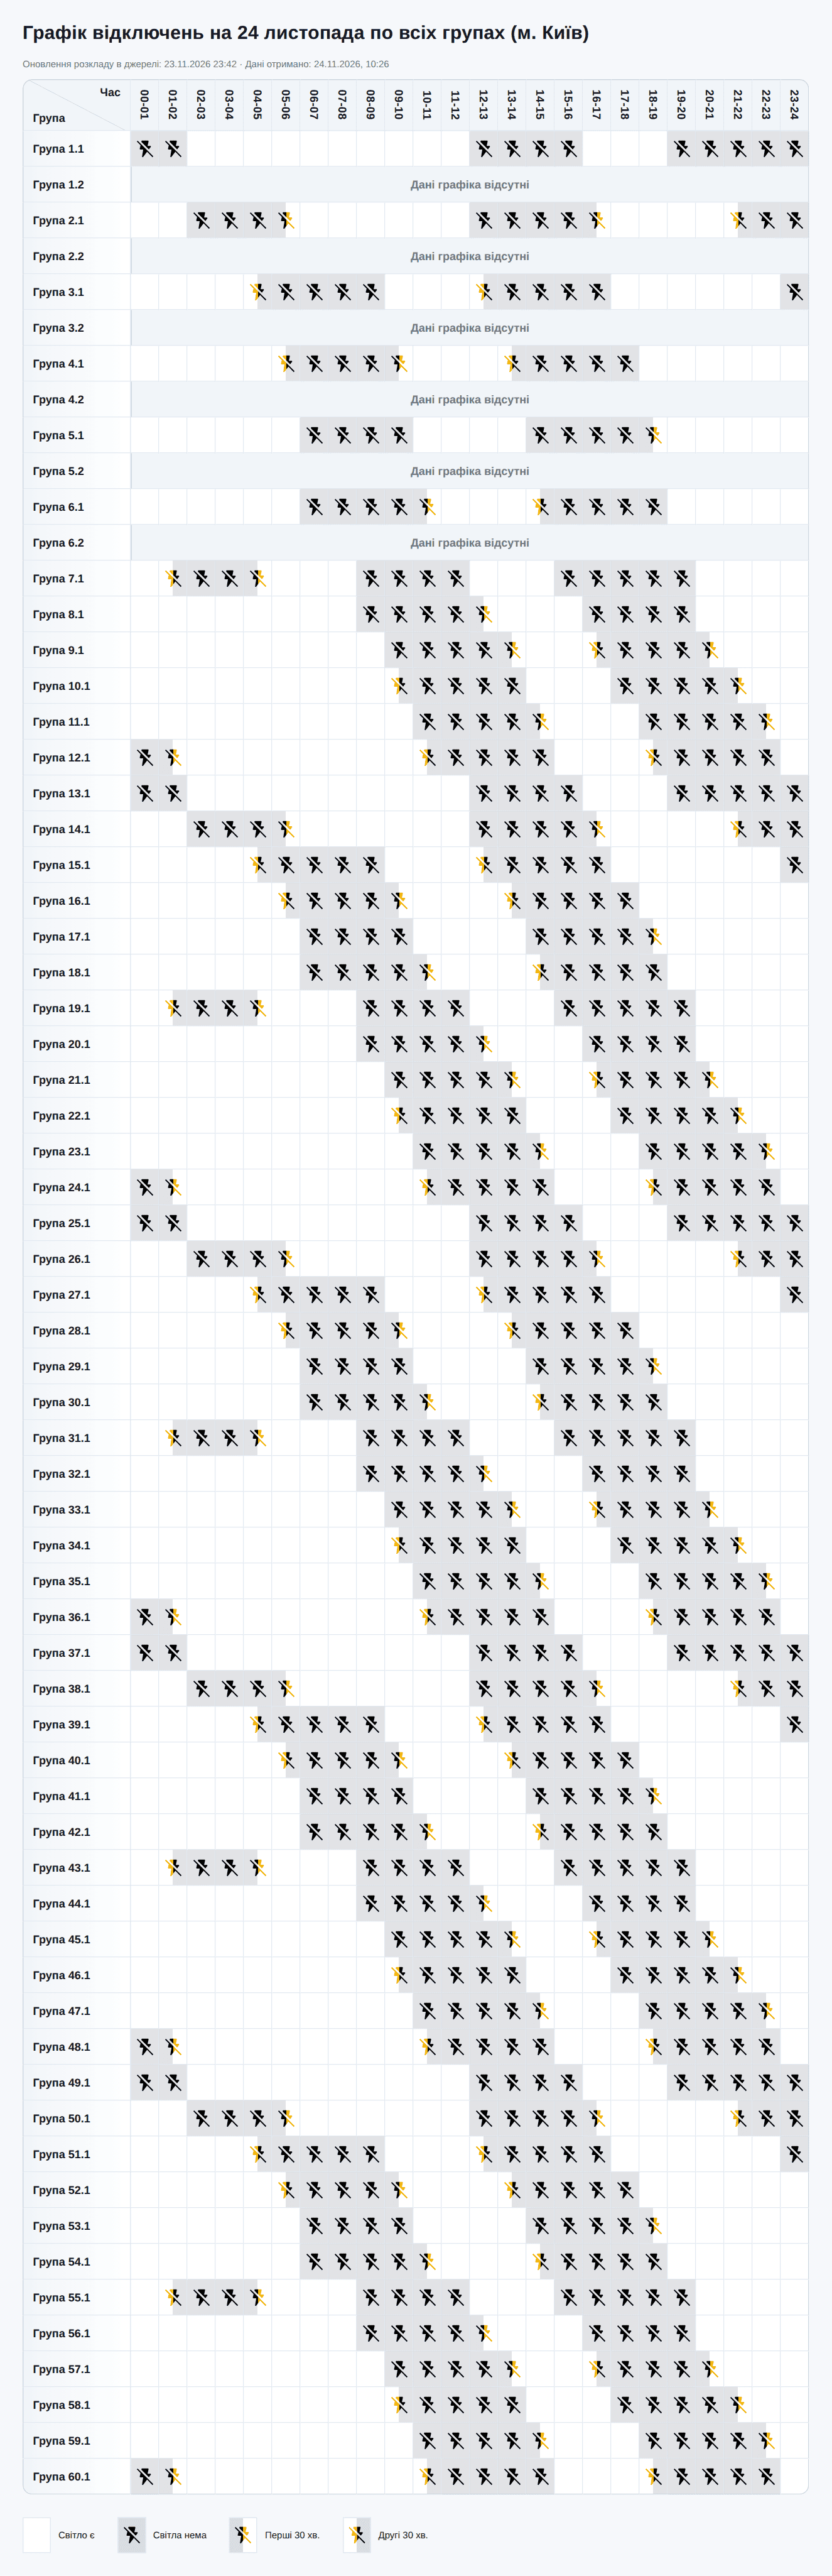 Графік відключень на 24 листопада по всіх групах (м. Київ)
Оновлення розкладу в джерелі: 23.11.2026 23:42 · Дані отримано: 24.11.2026, 10:26
Час
Група
00-01 01-02 02-03 03-04 04-05 05-06 06-07 07-08 08-09 09-10 10-11 11-12 12-13 13-14 14-15 15-16 16-17 17-18 18-19 19-20 20-21 21-22 22-23 23-24
Група 1.1
Група 1.2 Дані графіка відсутні
Група 2.1
Група 2.2 Дані графіка відсутні
Група 3.1
Група 3.2 Дані графіка відсутні
Група 4.1
Група 4.2 Дані графіка відсутні
Група 5.1
Група 5.2 Дані графіка відсутні
Група 6.1
Група 6.2 Дані графіка відсутні
Група 7.1
Група 8.1
Група 9.1
Група 10.1
Група 11.1
Група 12.1
Група 13.1
Група 14.1
Група 15.1
Група 16.1
Група 17.1
Група 18.1
Група 19.1
Група 20.1
Група 21.1
Група 22.1
Група 23.1
Група 24.1
Група 25.1
Група 26.1
Група 27.1
Група 28.1
Група 29.1
Група 30.1
Група 31.1
Група 32.1
Група 33.1
Група 34.1
Група 35.1
Група 36.1
Група 37.1
Група 38.1
Група 39.1
Група 40.1
Група 41.1
Група 42.1
Група 43.1
Група 44.1
Група 45.1
Група 46.1
Група 47.1
Група 48.1
Група 49.1
Група 50.1
Група 51.1
Група 52.1
Група 53.1
Група 54.1
Група 55.1
Група 56.1
Група 57.1
Група 58.1
Група 59.1
Група 60.1
Світло є Світла нема Перші 30 хв. Другі 30 хв.